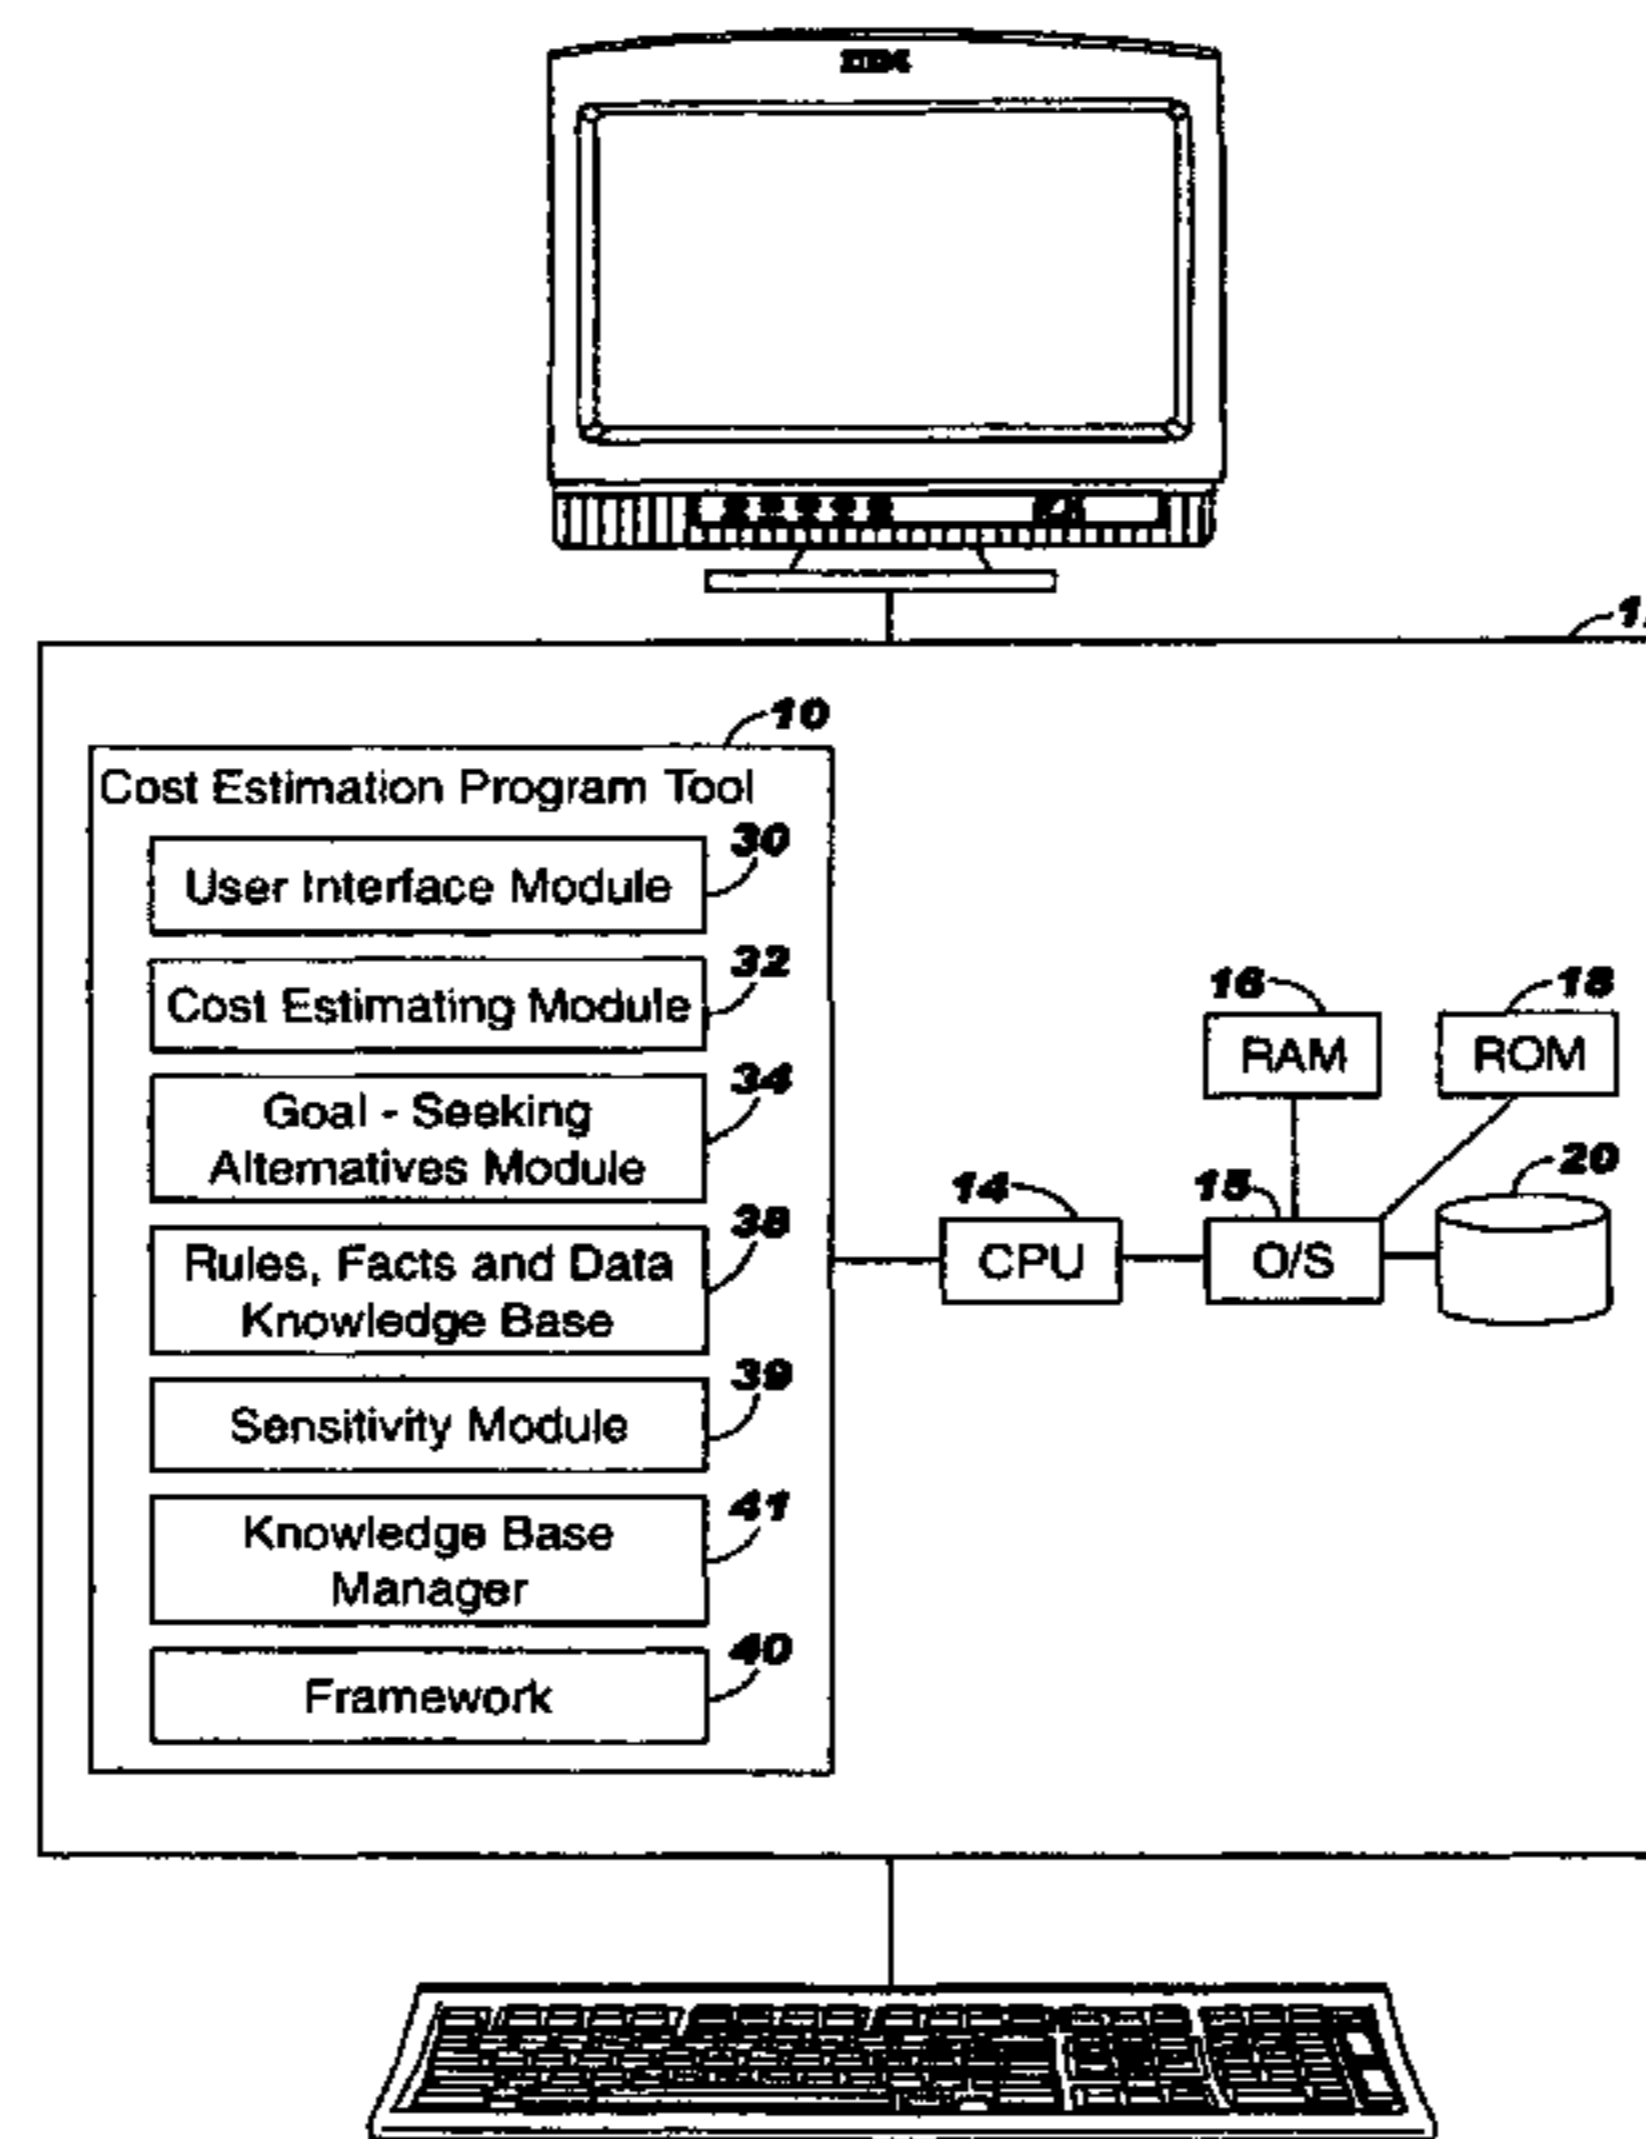 10
Cost Estimation Program Tool
30
User Interface Module
32
Cost Estimating Module
34
Goal - Seeking
Alternatives Module
38
Rules, Facts and Data
Knowledge Base
39
Sensitivity Module
41
Knowledge Base
Manager
40
Framework
16
RAM
18
ROM
14
CPU
15
O/S
20